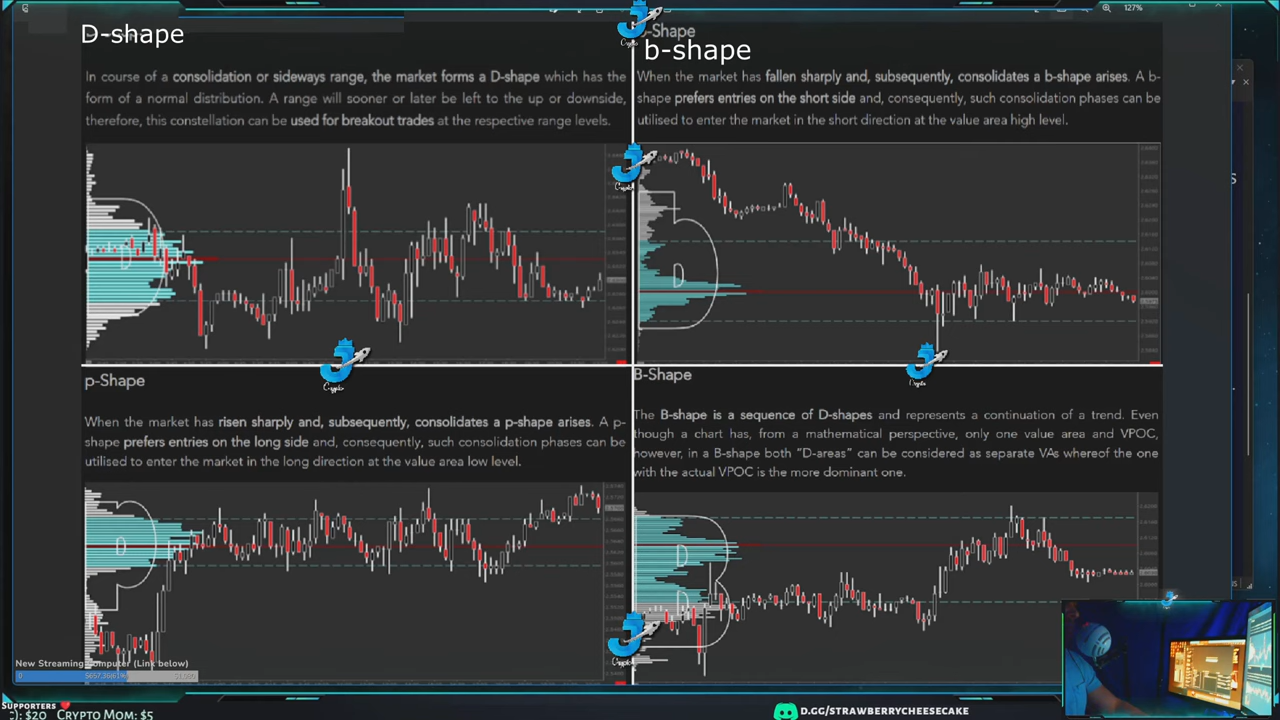 127%
D-shape
In course of a consolidation or sideways range, the market forms a D-shape which has the
form of a normal distribution. A range will sooner or later be left to the up or downside,
therefore, this constellation can be used for breakout trades at the respective range levels.
D
-Shape
b-shape
When the market has fallen sharply and, subsequently, consolidates a b-shape arises. A b-
shape prefers entries on the short side and, consequently, such consolidation phases can be
utilised to enter the market in the short direction at the value area high level.
D
p-Shape
When the market has risen sharply and, subsequently, consolidates a p-shape arises. A p-
shape prefers entries on the long side and, consequently, such consolidation phases can be
utilised to enter the market in the long direction at the value area low level.
D
B-Shape
The B-shape is a sequence of D-shapes and represents a continuation of a trend. Even
though a chart has, from a mathematical perspective, only one value area and VPOC,
however, in a B-shape both "D-areas" can be considered as separate VAs whereof the one
with the actual VPOC is the more dominant one.
D
D
Crypto
Crypto
Crypto
Crypto
Crypto
New Streaming Computer (Link below)
0
Supporters
): $20 Crypto Mom: $5
D.GG/STRAWBERRYCHEESECAKE